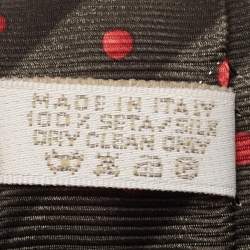 MADE IN ITALY
100% SETA/SILK
DRY CLEAN ONLY